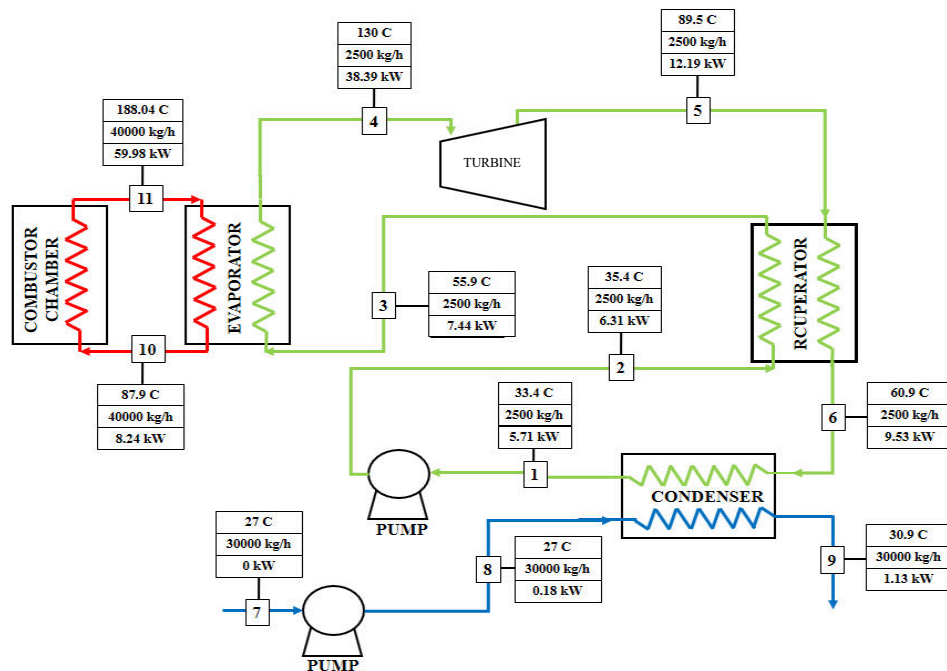 130 C
2500 kg/h
38.39 kW
4
89.5 C
2500 kg/h
12.19 kW
5
188.04 C
40000 kg/h
59.98 kW
11
TURBINE
COMBUSTOR
CHAMBER
EVAPORATOR
RCUPERATOR
55.9 C
2500 kg/h
7.44 kW
3
35.4 C
2500 kg/h
6.31 kW
2
10
87.9 C
40000 kg/h
8.24 kW
33.4 C
2500 kg/h
5.71 kW
1
60.9 C
2500 kg/h
9.53 kW
6
PUMP
CONDENSER
27 C
30000 kg/h
0 kW
7
27 C
30000 kg/h
0.18 kW
8
30.9 C
30000 kg/h
1.13 kW
9
PUMP